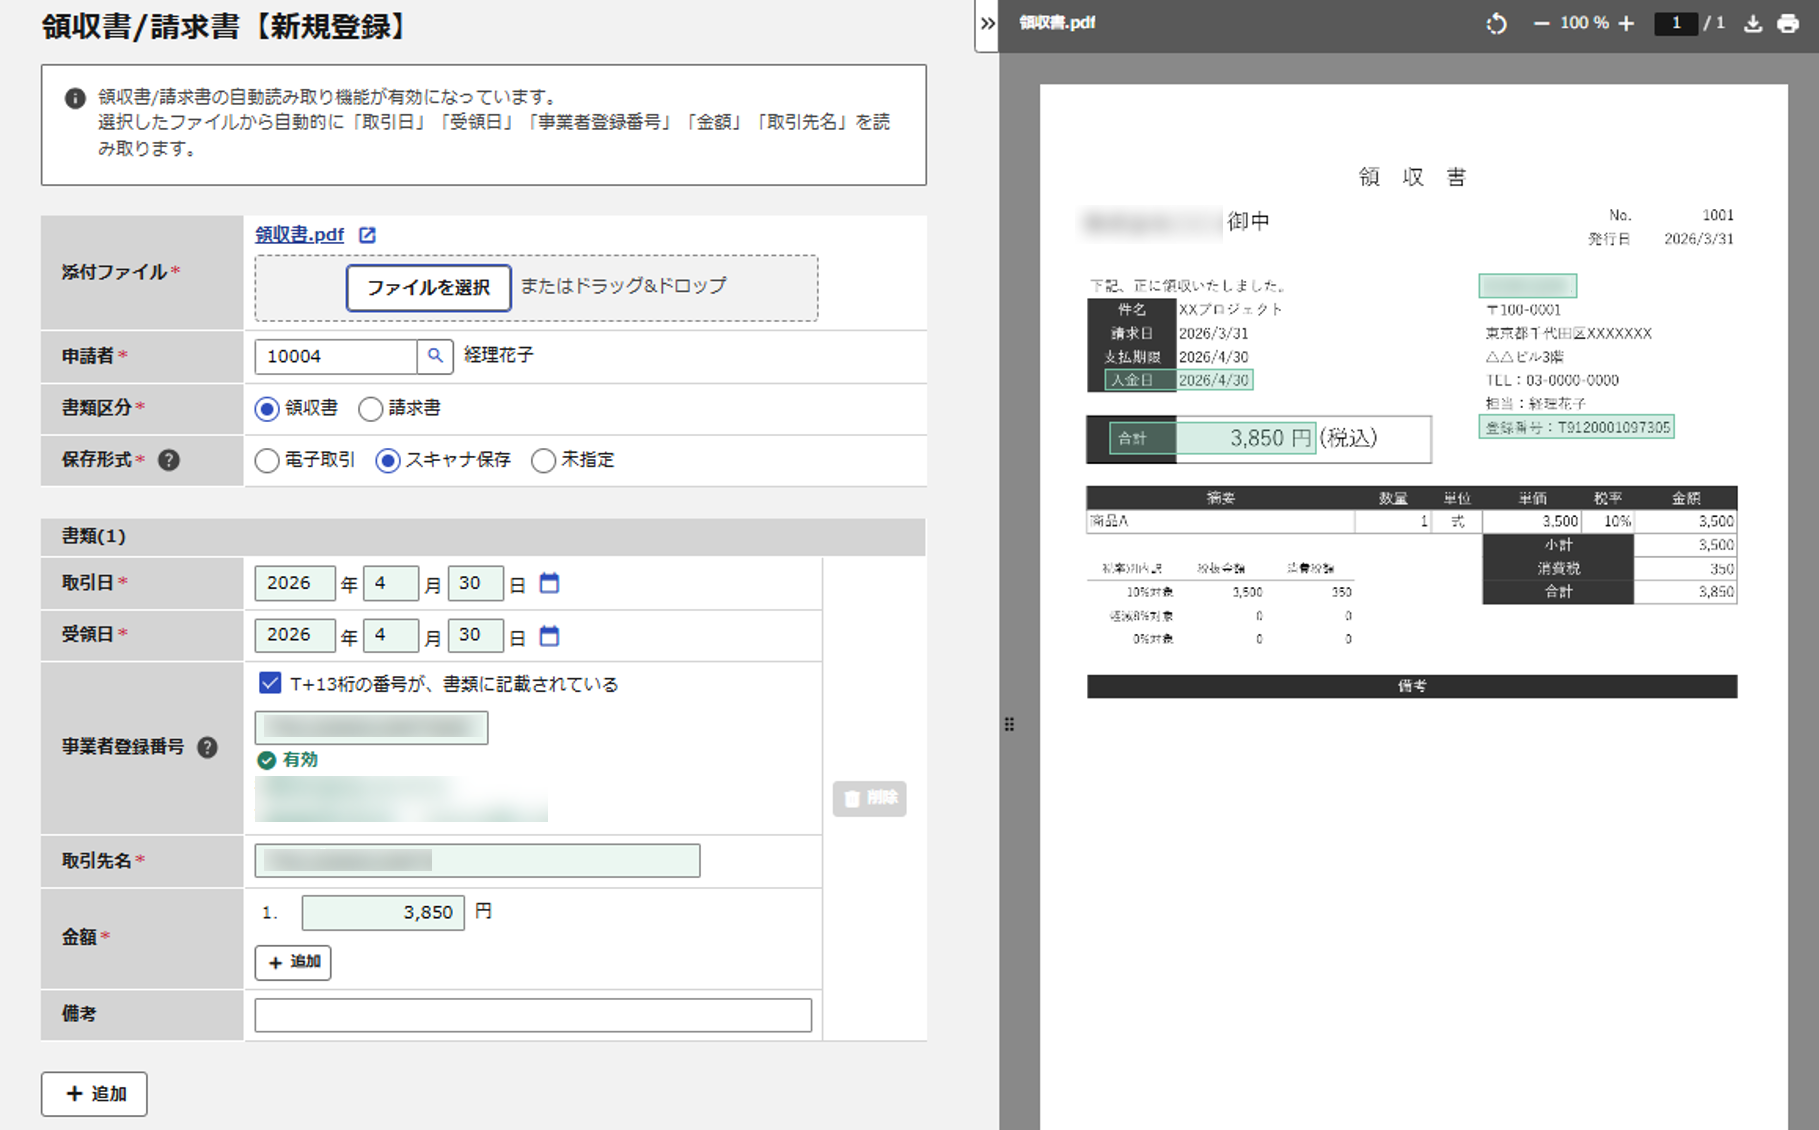 領収書/請求書【新規登録】
領収書/請求書の自動読み取り機能が有効になっています。
選択したファイルから自動的に「取引日」「受領日」「事業者登録番号」「金額」「取引先名」を読
み取ります。
添付ファイル*
領収書.pdf
ファイルを選択 またはドラッグ&ドロップ
申請者* 10004 経理花子
書類区分* 領収書 請求書
保存形式* ? 電子取引 スキャナ保存 未指定
書類(1)
取引日* 2026 年 4 月 30 日
受領日* 2026 年 4 月 30 日
事業者登録番号 ?
T+13桁の番号が、書類に記載されている
有効
削除
取引先名*
金額* 1. 3,850 円
+ 追加
備考
+ 追加
領収書.pdf 100 % 1 / 1
領 収 書
御中
No. 1001
発行日 2026/3/31
下記、正に領収いたしました。
件名 XXプロジェクト
請求日 2026/3/31
支払期限 2026/4/30
入金日 2026/4/30
〒100-0001
東京都千代田区XXXXXXX
△△ビル3階
TEL：03-0000-0000
担当：経理花子
登録番号：T9120001097305
合計 3,850 円 (税込)
摘要 数量 単位 単価 税率 金額
商品A 1 式 3,500 10% 3,500
小計 3,500
消費税 350
合計 3,850
税率別内訳 税抜金額 消費税額
10%対象 3,500 350
軽減8%対象 0 0
0%対象 0 0
備考